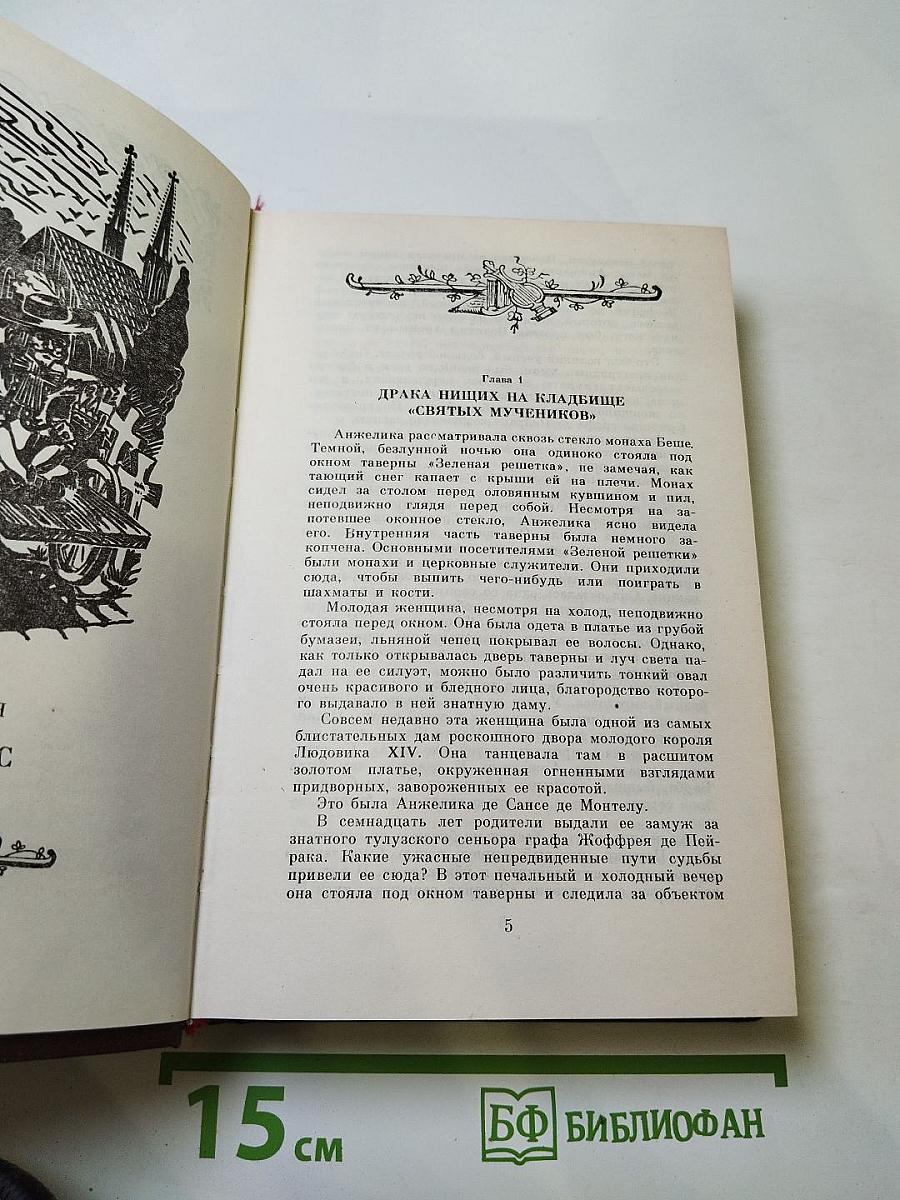 Я
С
Глава 1
ДРАКА НИЩИХ НА КЛАДБИЩЕ
«СВЯТЫХ МУЧЕНИКОВ»
Анжелика рассматривала сквозь стекло монаха Беше.
Темной, безлунной ночью она одиноко стояла под
окном таверны «Зеленая решетка», не замечая, как
тающий снег капает с крыши ей на плечи. Монах
сидел за столом перед оловянным кувшином и пил,
неподвижно глядя перед собой. Несмотря на за-
потевшее оконное стекло, Анжелика ясно видела
его. Внутренняя часть таверны была немного за-
копчена. Основными посетителями «Зеленой решетки»
были монахи и церковные служители. Они приходили
сюда, чтобы выпить чего-нибудь или поиграть в
шахматы и кости.
Молодая женщина, несмотря на холод, неподвижно
стояла перед окном. Она была одета в платье из грубой
бумазеи, льняной чепец покрывал ее волосы. Однако,
как только открывалась дверь таверны и луч света па-
дал на ее силуэт, можно было различить тонкий овал
очень красивого и бледного лица, благородство которо-
го выдавало в ней знатную даму.
Совсем недавно эта женщина была одной из самых
блистательных дам роскошного двора молодого короля
Людовика XIV. Она танцевала там в расшитом
золотом платье, окруженная огненными взглядами
придворных, завороженных ее красотой.
Это была Анжелика де Сансе де Монтелу.
В семнадцать лет родители выдали ее замуж за
знатного тулузского сеньора графа Жоффрея де Пей-
рака. Какие ужасные непредвиденные пути судьбы
привели ее сюда? В этот печальный и холодный вечер
она стояла под окном таверны и следила за объектом
5
15 см
БФ БИБЛИОФАН